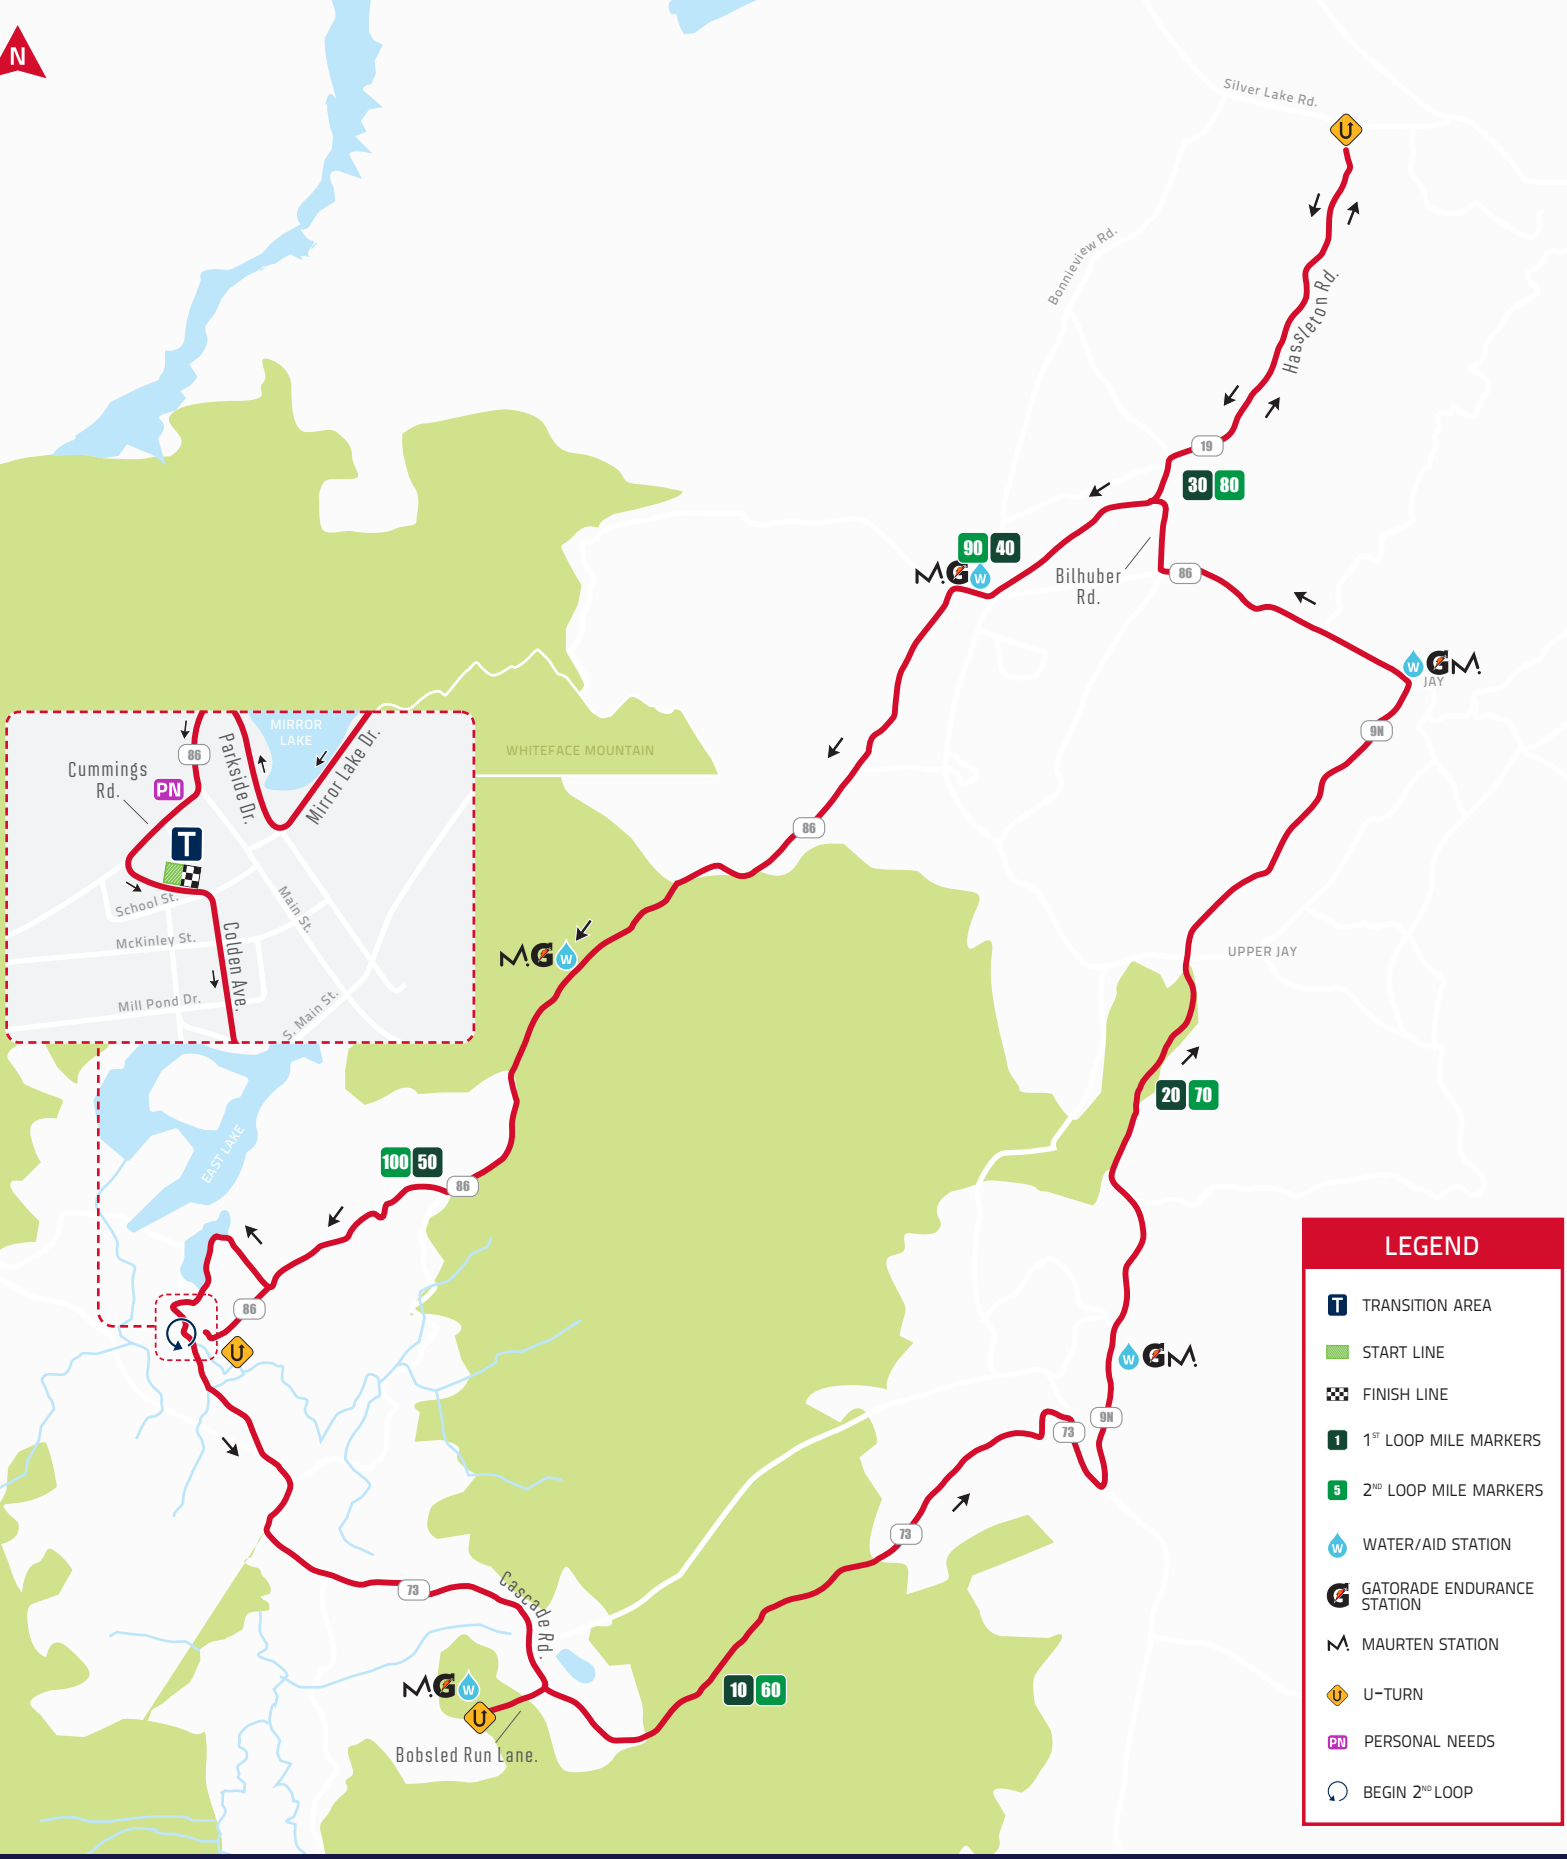 N
Silver Lake Rd.
Bonnieview Rd.
Hassleton Rd.
19
30 80
90 40
M. G W
Bilhuber
Rd.
86
W G M.
JAY
9N
WHITEFACE MOUNTAIN
86
MIRROR
LAKE
86
Parkside Dr.
Mirror Lake Dr.
Cummings
Rd.
PN
T
School St.
Main St.
McKinley St.
Colden Ave.
Mill Pond Dr.
S. Main St.
M. G W
UPPER JAY
20 70
EAST LAKE
100 50
86
86
W G M.
9N
73
73
73
Cascade Rd.
M. G W
10 60
Bobsled Run Lane.
LEGEND
T TRANSITION AREA
START LINE
FINISH LINE
1 1ST LOOP MILE MARKERS
5 2ND LOOP MILE MARKERS
W WATER/AID STATION
G GATORADE ENDURANCE
STATION
M. MAURTEN STATION
U-TURN
PN PERSONAL NEEDS
BEGIN 2ND LOOP